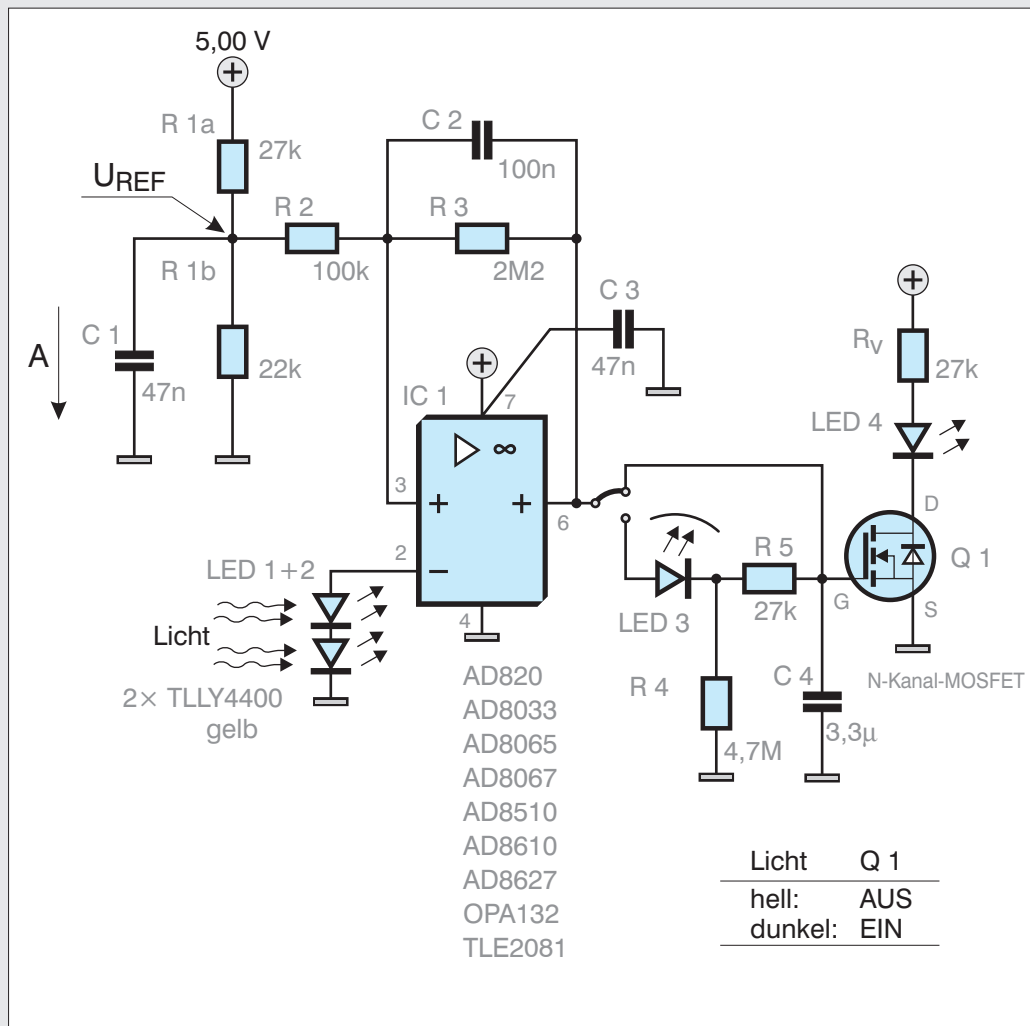 5,00 V
R 1a
27k
C 2
100n
UREF
R 2
100k
R 3
2M2
R 1b
C 1
47n
22k
A
C 3
47n
IC 1
7
∞
3
+
+
6
2
−
4
LED 1+2
Licht
2× TLLY4400
gelb
RV
27k
LED 4
D
Q 1
G
S
R 5
27k
LED 3
R 4
4,7M
C 4
3,3µ
N-Kanal-MOSFET
AD820
AD8033
AD8065
AD8067
AD8510
AD8610
AD8627
OPA132
TLE2081
Licht Q 1
hell: AUS
dunkel: EIN